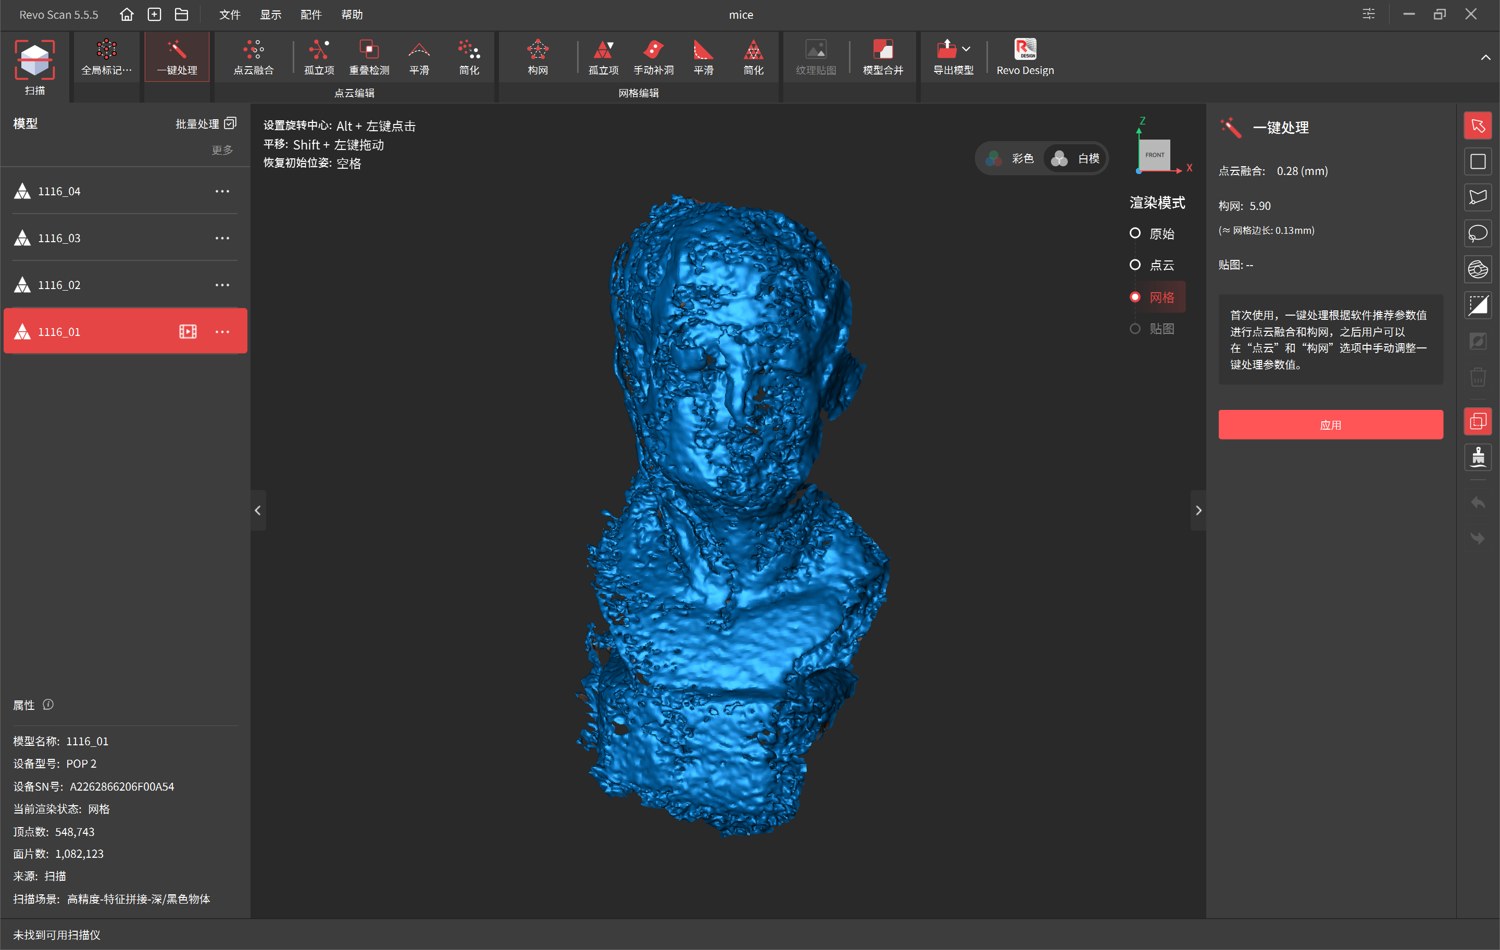 Revo Scan 5.5.5
文件
显示
配件
帮助
mice
扫描
全局标记···
一键处理
点云融合
孤立项
重叠检测
平滑
简化
点云编辑
构网
孤立项
手动补洞
平滑
简化
网格编辑
纹理贴图
模型合并
导出模型
Revo Design
模型
批量处理
更多
1116_04
1116_03
1116_02
1116_01
属性
模型名称: 1116_01
设备型号: POP 2
设备SN号: A2262866206F00A54
当前渲染状态: 网格
顶点数: 548,743
面片数: 1,082,123
来源: 扫描
扫描场景: 高精度-特征拼接-深/黑色物体
未找到可用扫描仪
设置旋转中心: Alt + 左键点击
平移: Shift + 左键拖动
恢复初始位姿: 空格
彩色
白模
Z
FRONT
X
渲染模式
原始
点云
网格
贴图
一键处理
点云融合: 0.28 (mm)
构网: 5.90
(≈ 网格边长: 0.13mm)
贴图: --
首次使用，一键处理根据软件推荐参数值
进行点云融合和构网，之后用户可以
在“点云”和“构网”选项中手动调整一
键处理参数值。
应用